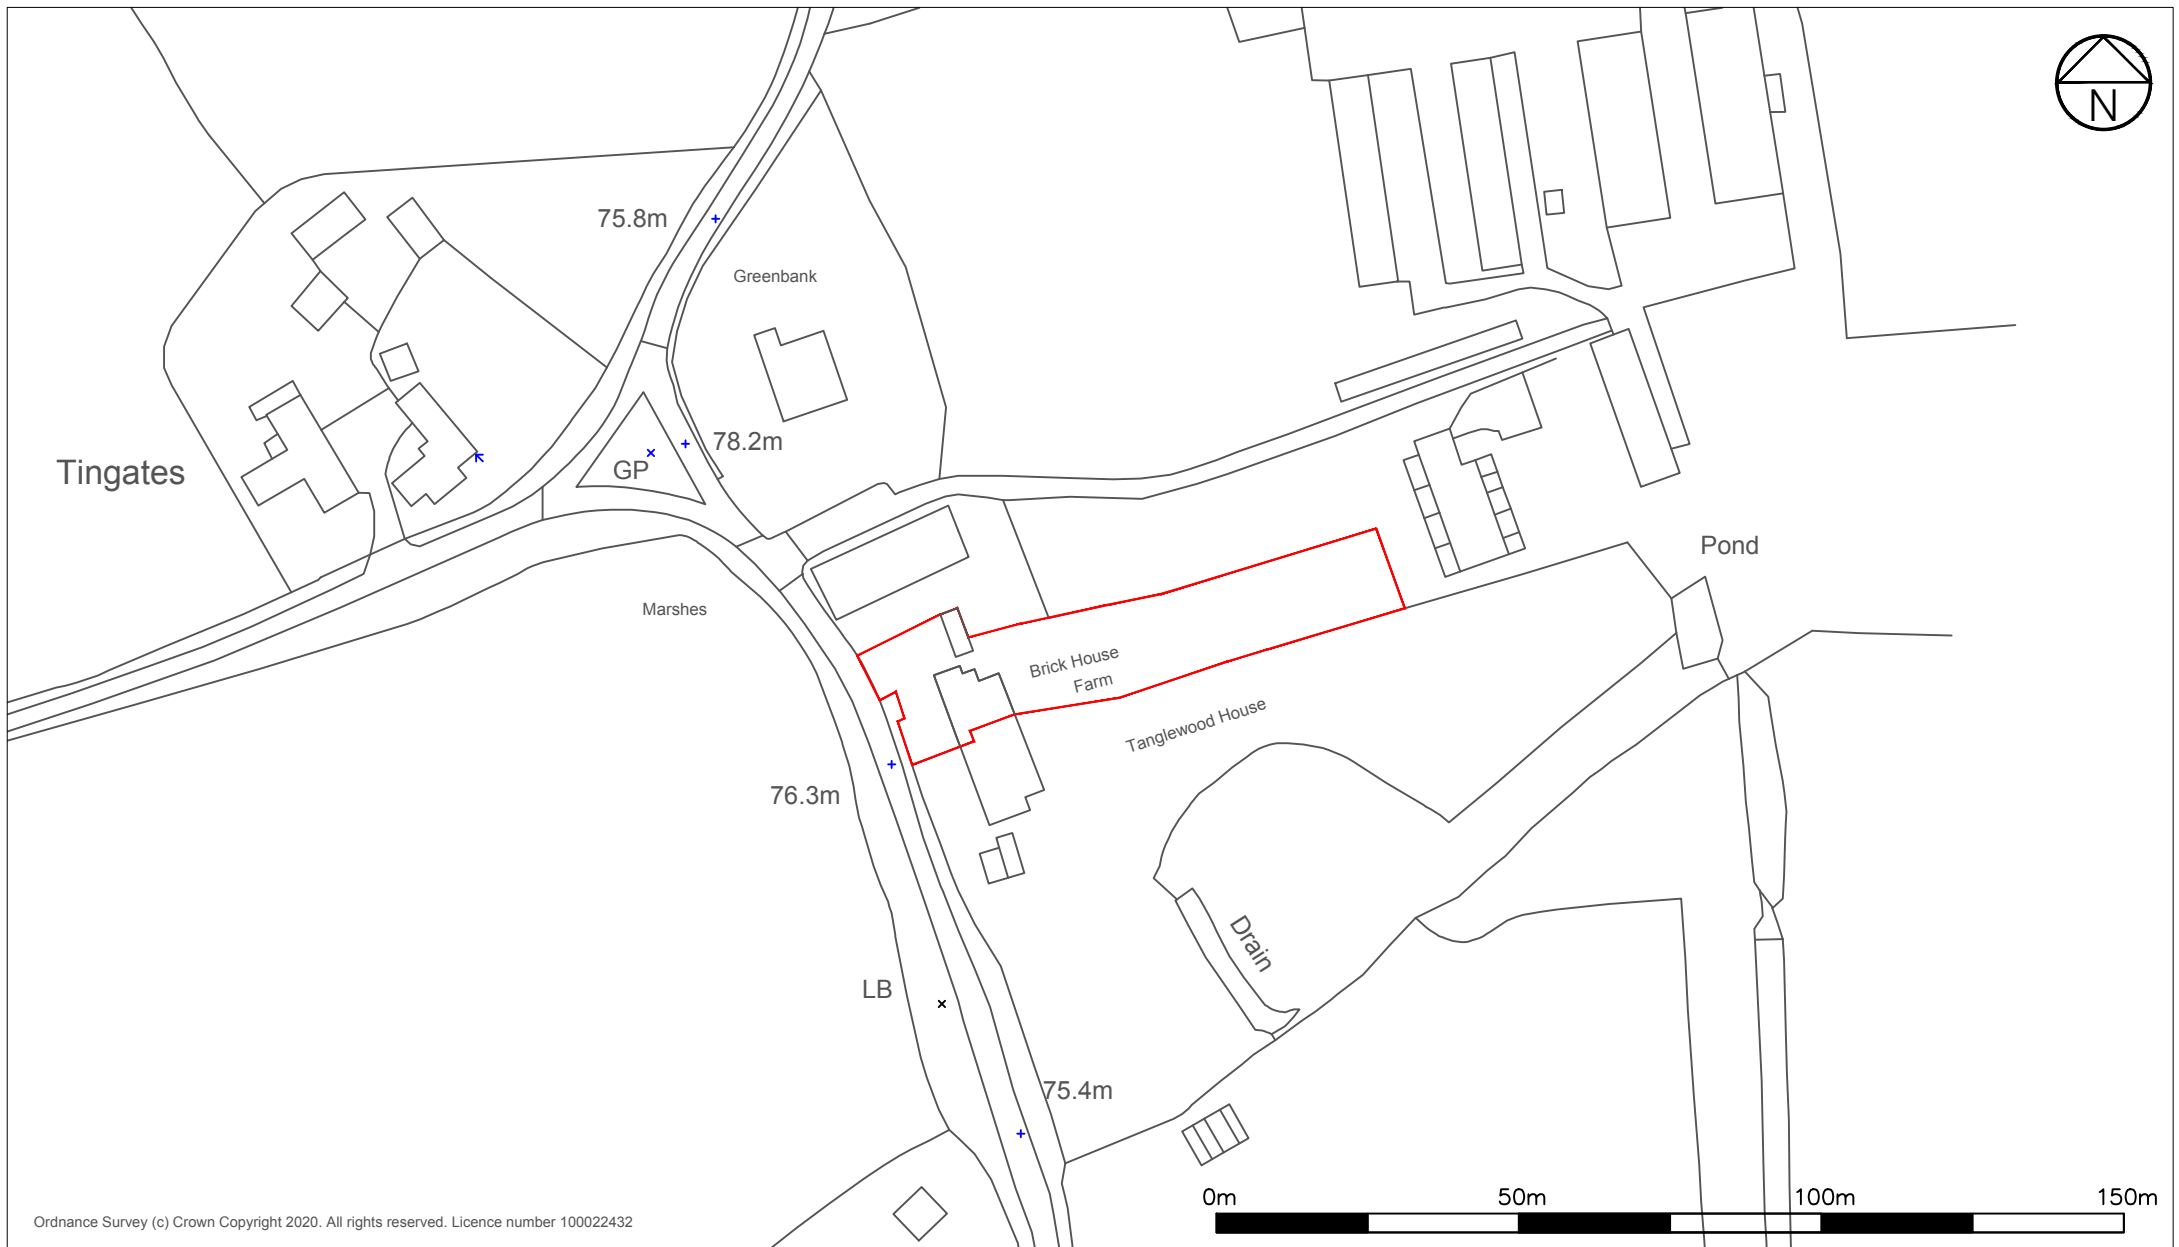 N
75.8m
Greenbank
78.2m
GP
Tingates
Pond
Marshes
Brick House
Farm
Tanglewood House
76.3m
Drain
LB
75.4m
0m 50m 100m 150m
Ordnance Survey (c) Crown Copyright 2020. All rights reserved. Licence number 100022432